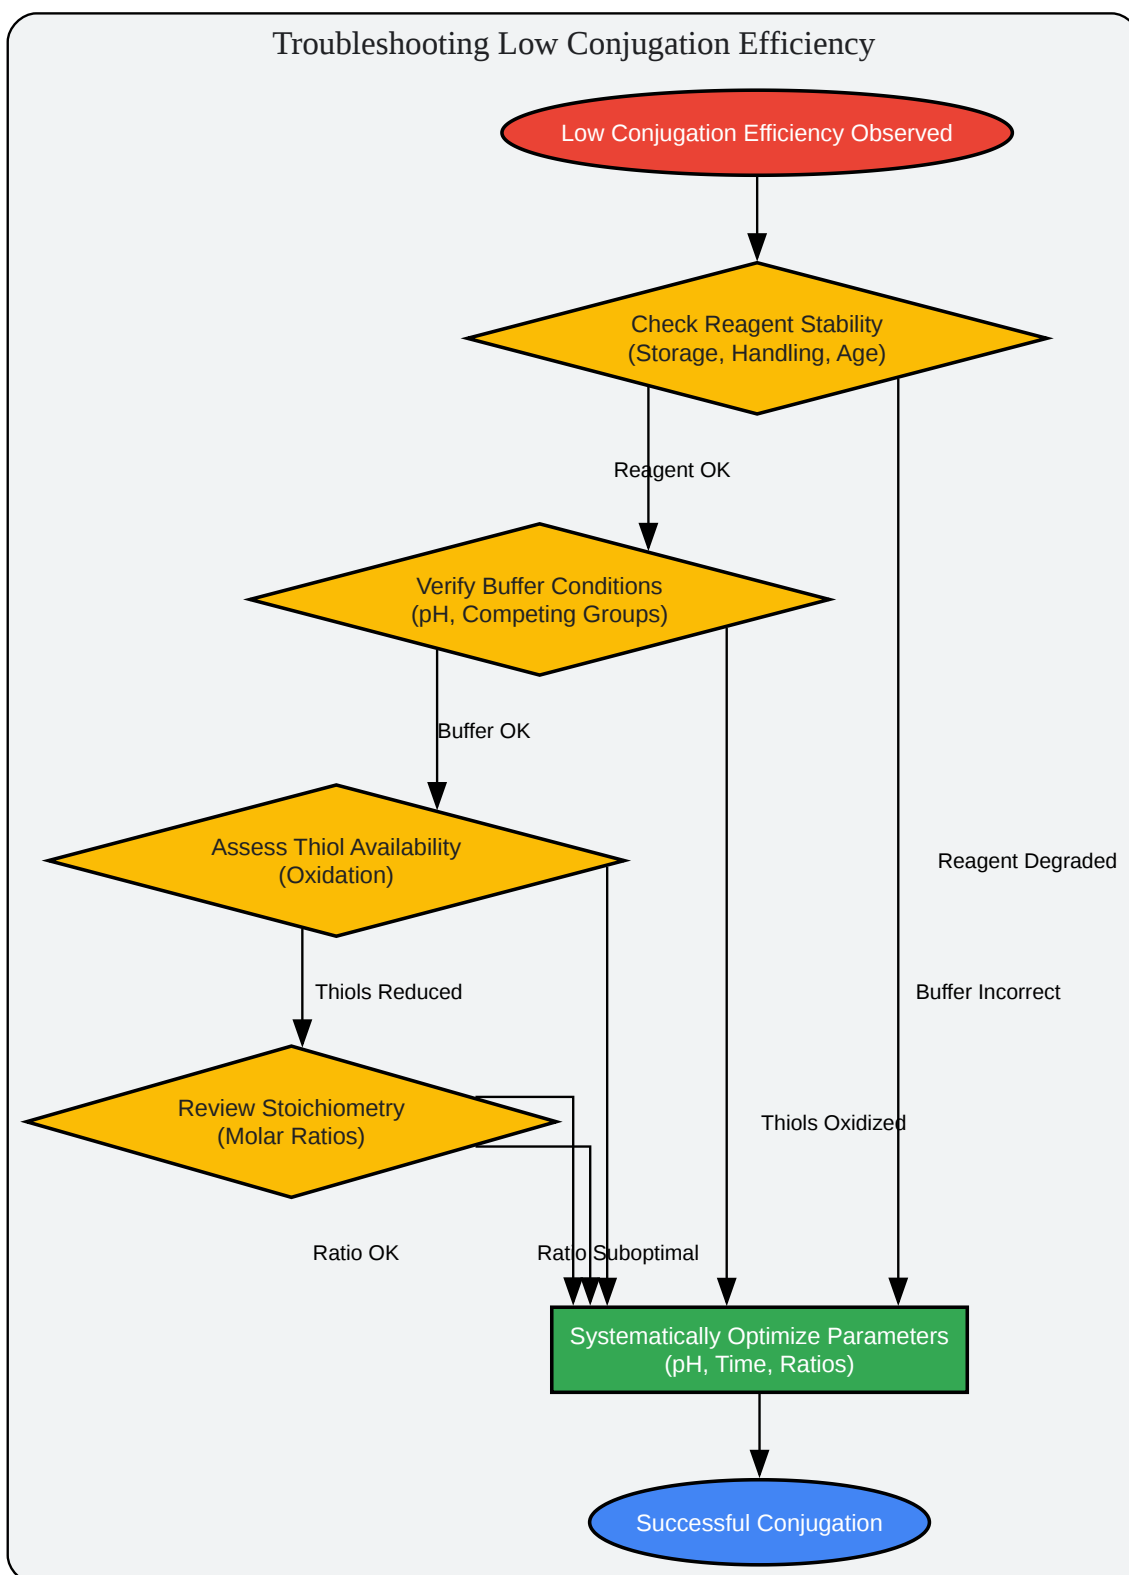 Troubleshooting Low Conjugation Efficiency
Low Conjugation Efficiency Observed
Check Reagent Stability
(Storage, Handling, Age)
Reagent OK
Verify Buffer Conditions
(pH, Competing Groups)
Buffer OK
Assess Thiol Availability
(Oxidation)
Reagent Degraded
Thiols Reduced
Buffer Incorrect
Review Stoichiometry
(Molar Ratios)
Thiols Oxidized
Ratio OK
Ratio Suboptimal
Systematically Optimize Parameters
(pH, Time, Ratios)
Successful Conjugation